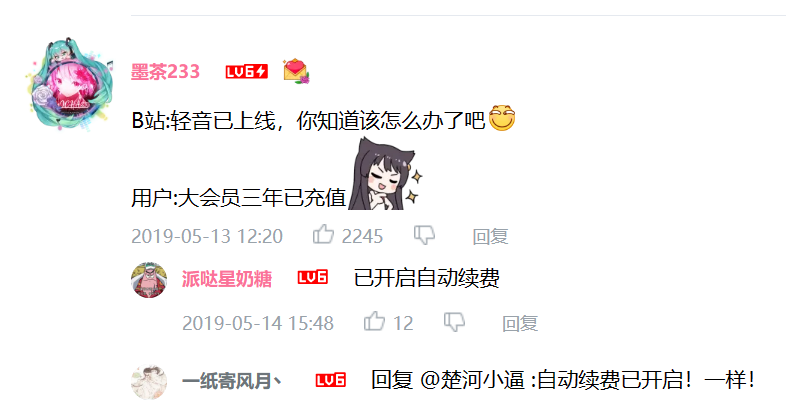 墨茶233 LV6
B站:轻音已上线，你知道该怎么办了吧
用户:大会员三年已充值
2019-05-13 12:20 2245 回复
派哒星奶糖 LV6 已开启自动续费
2019-05-14 15:48 12 回复
一纸寄风月丶 LV6 回复 @楚河小逼 :自动续费已开启！一样！